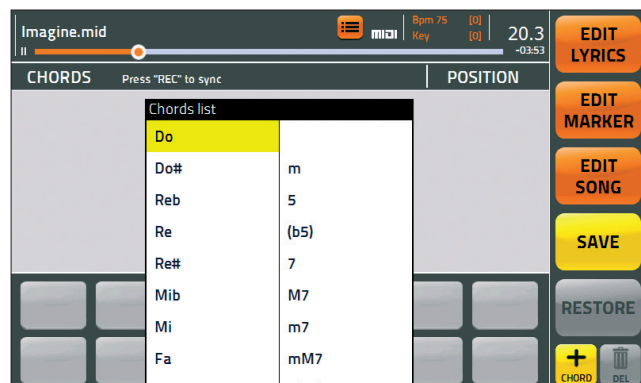 Imagine.mid
midi
Bpm 75 [0]
Key [0]
20.3
-03:53
CHORDS Press "REC" to sync POSITION
Chords list
Do
Do# m
Reb 5
Re (b5)
Re# 7
Mib M7
Mi m7
Fa mM7
EDIT
LYRICS
EDIT
MARKER
EDIT
SONG
SAVE
RESTORE
CHORD DEL